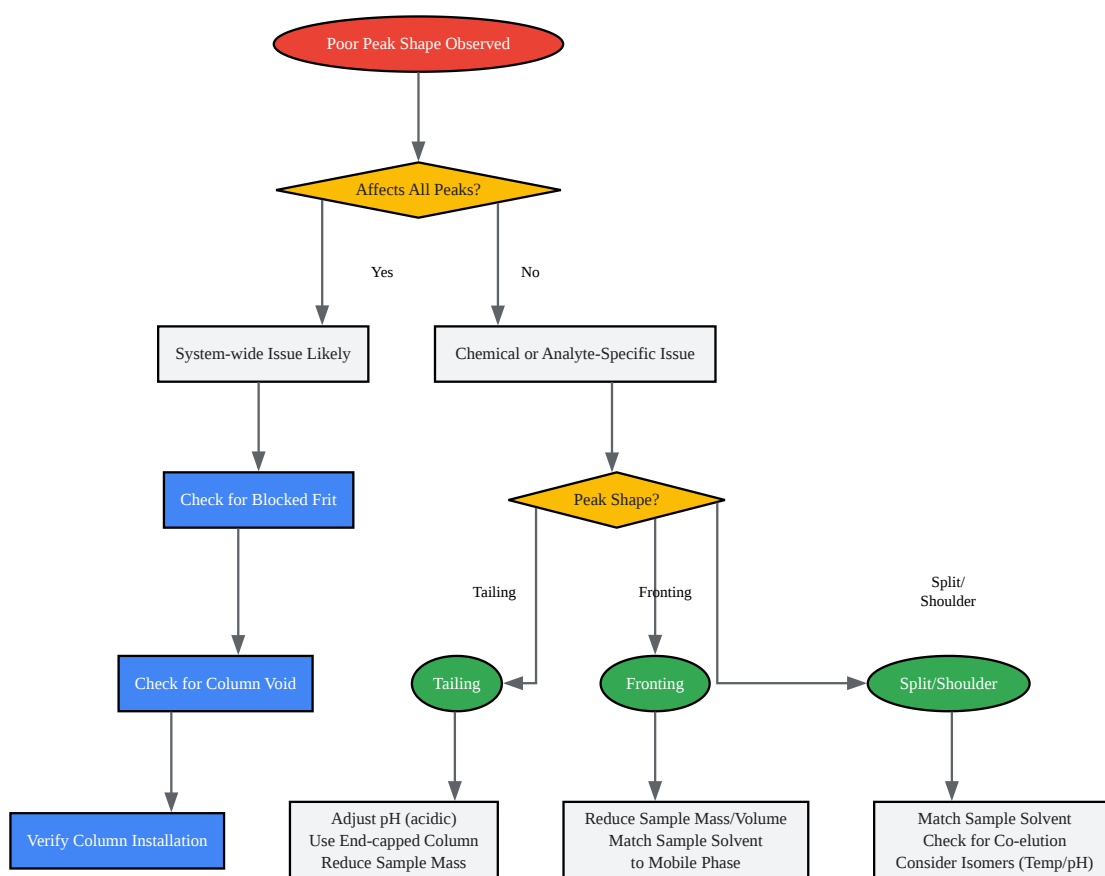 Poor Peak Shape Observed
Affects All Peaks?
Yes
No
System-wide Issue Likely
Chemical or Analyte-Specific Issue
Check for Blocked Frit
Peak Shape?
Tailing
Fronting
Split/
Shoulder
Check for Column Void
Tailing
Fronting
Split/Shoulder
Verify Column Installation
Adjust pH (acidic)
Use End-capped Column
Reduce Sample Mass
Reduce Sample Mass/Volume
Match Sample Solvent
to Mobile Phase
Match Sample Solvent
Check for Co-elution
Consider Isomers (Temp/pH)